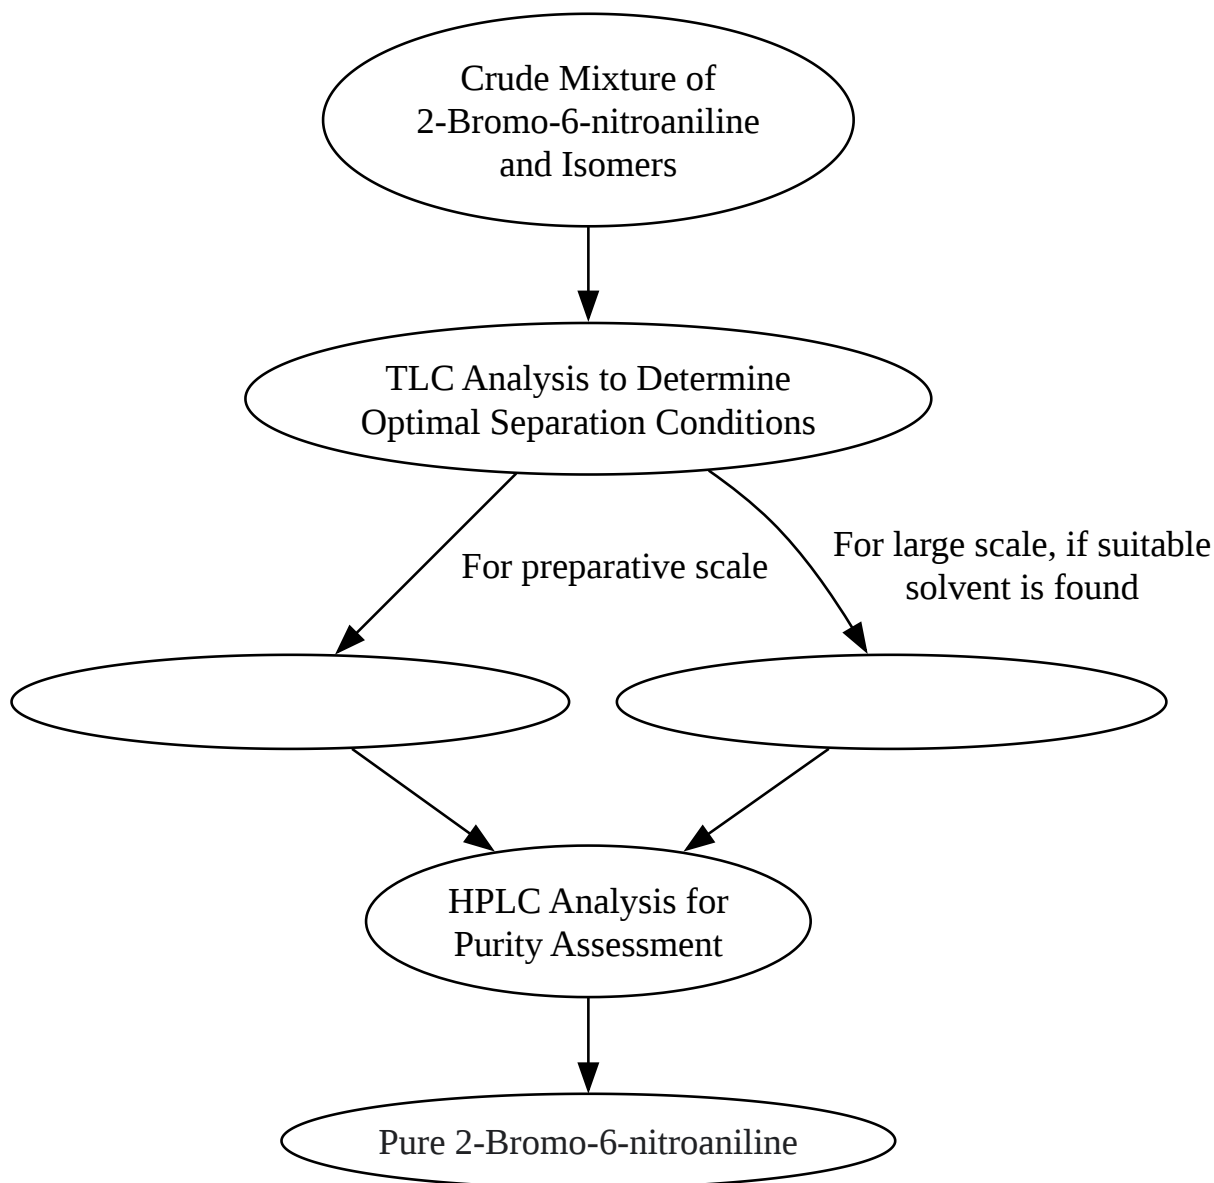 Crude Mixture of
2-Bromo-6-nitroaniline
and Isomers
TLC Analysis to Determine
Optimal Separation Conditions
For preparative scale
For large scale, if suitable
solvent is found
HPLC Analysis for
Purity Assessment
Pure 2-Bromo-6-nitroaniline